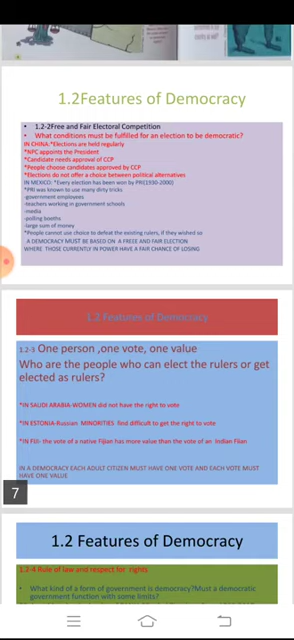 1.2Features of Democracy
• 1.2-2Free and Fair Electoral Competition
• What conditions must be fulfilled for an election to be democratic?
IN CHINA:*Elections are held regularly
*NPC appoints the President
*Candidate needs approval of CCP
*People choose candidates approved by CCP
*Elections do not offer a choice between political alternatives
IN MEXICO: *Every election has been won by PRI(1930-2000)
*PRI was known to use many dirty tricks
-government employees
-teachers working in government schools
-media
-polling booths
-large sum of money
*People cannot use choice to defeat the existing rulers, if they wished so
A DEMOCRACY MUST BE BASED ON A FREEE AND FAIR ELECTION
WHERE THOSE CURRENTLY IN POWER HAVE A FAIR CHANCE OF LOSING
1.2 Features of Democracy
1.2-3 One person ,one vote, one value
Who are the people who can elect the rulers or get
elected as rulers?
*IN SAUDI ARABIA-WOMEN did not have the right to vote
*IN ESTONIA-Russian MINORITIES find difficult to get the right to vote
*IN FIJI- the vote of a native Fijian has more value than the vote of an Indian Fiian
IN A DEMOCRACY EACH ADULT CITIZEN MUST HAVE ONE VOTE AND EACH VOTE MUST
HAVE ONE VALUE
7
1.2 Features of Democracy
1.2-4 Rule of law and respect for rights
• What kind of a form of government is democracy?Must a democratic
government function with some limits?